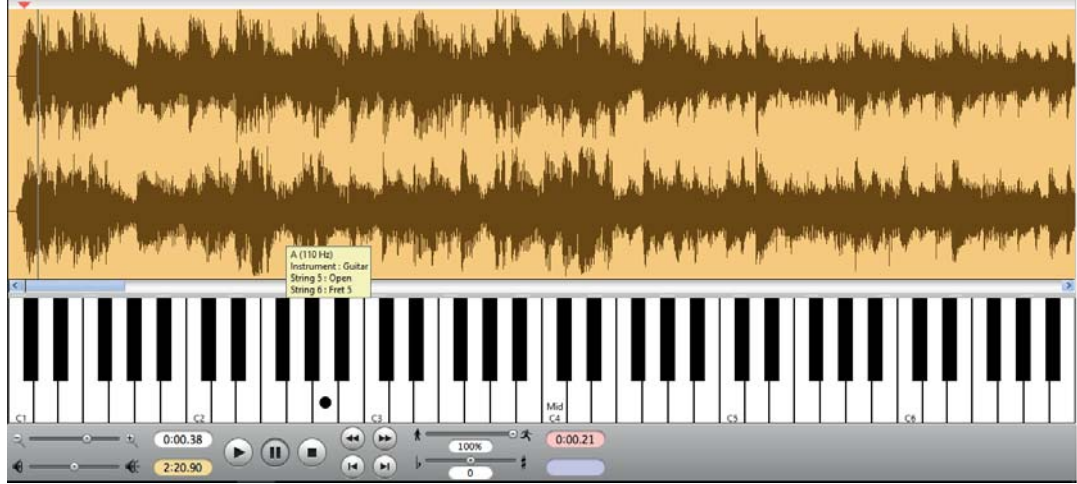 A (110 Hz)
Instrument : Guitar
String 5 : Open
String 6 : Fret 5
C1
C2
C3
Mid
C4
C5
C6
0:00.38
100%
0:00.21
2:20.90
0